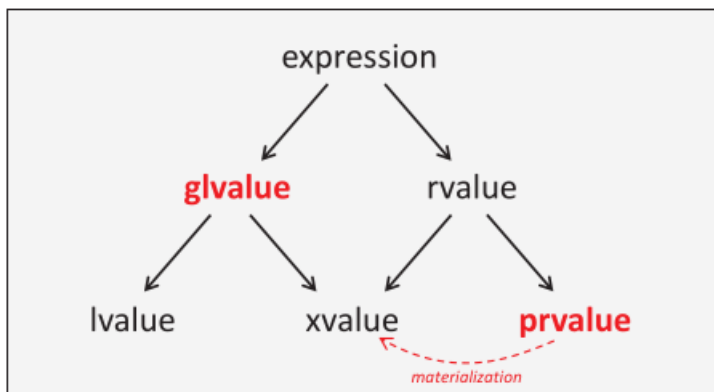 expression
glvalue rvalue
lvalue xvalue prvalue
materialization